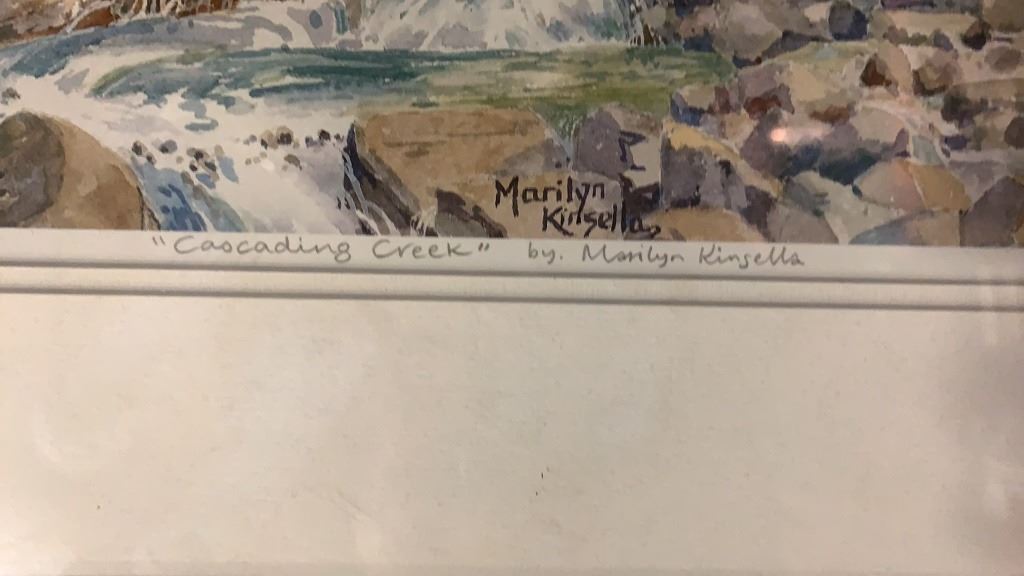 Marilyn
Kinsella
"Cascading Creek" by. Marilyn Kinsella